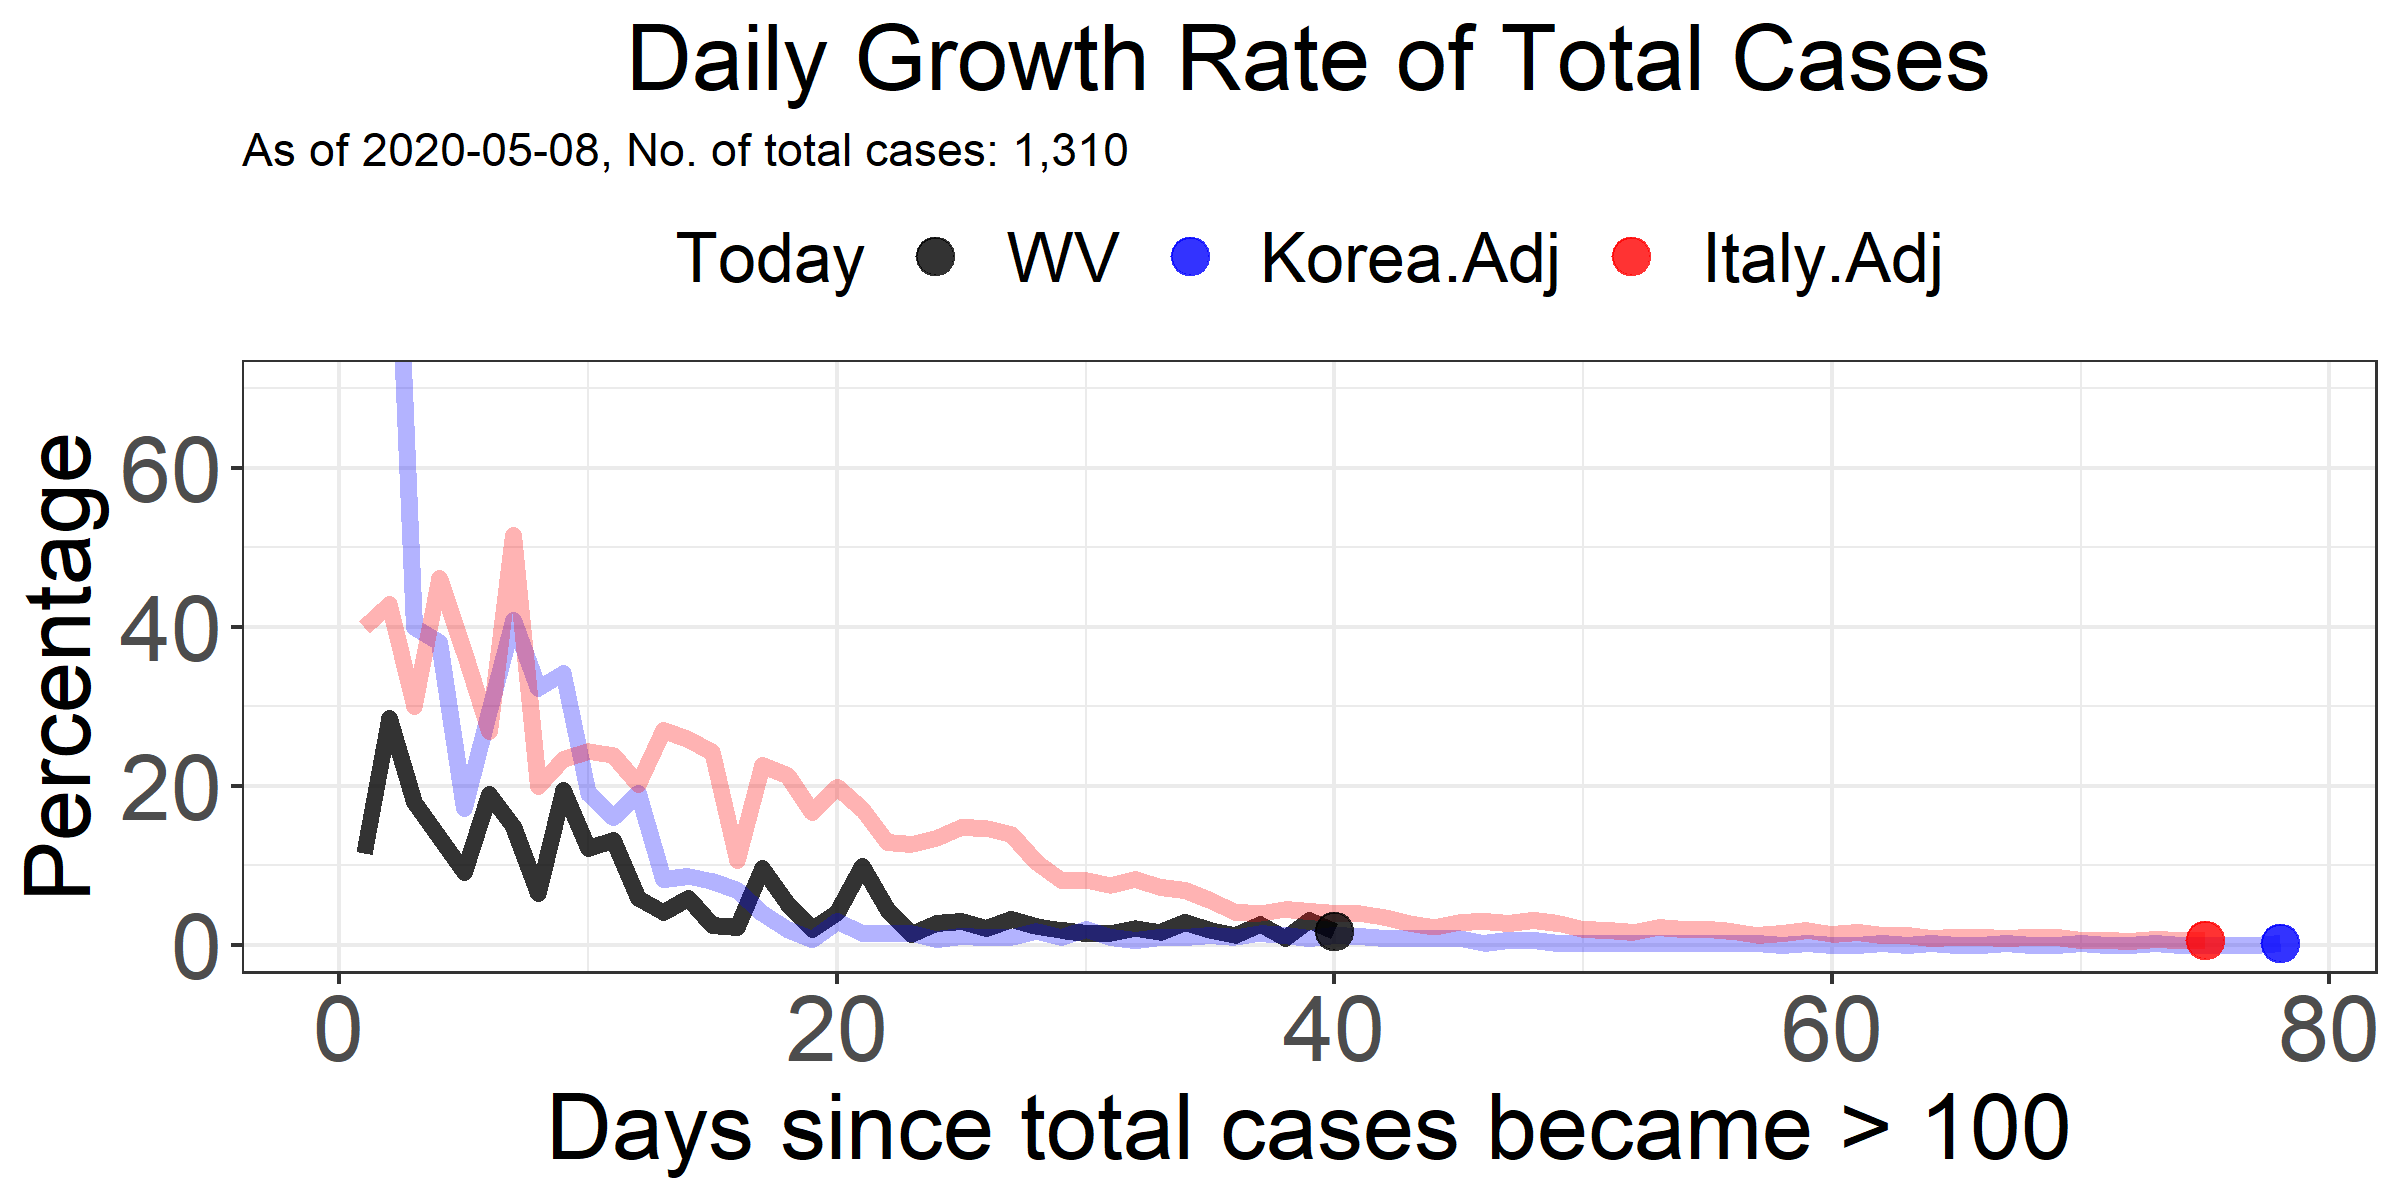 Daily Growth Rate of Total Cases
As of 2020-05-08, No. of total cases: 1,310
Today WV Korea.Adj Italy.Adj
Percentage
60
40
20
0
0 20 40 60 80
Days since total cases became > 100